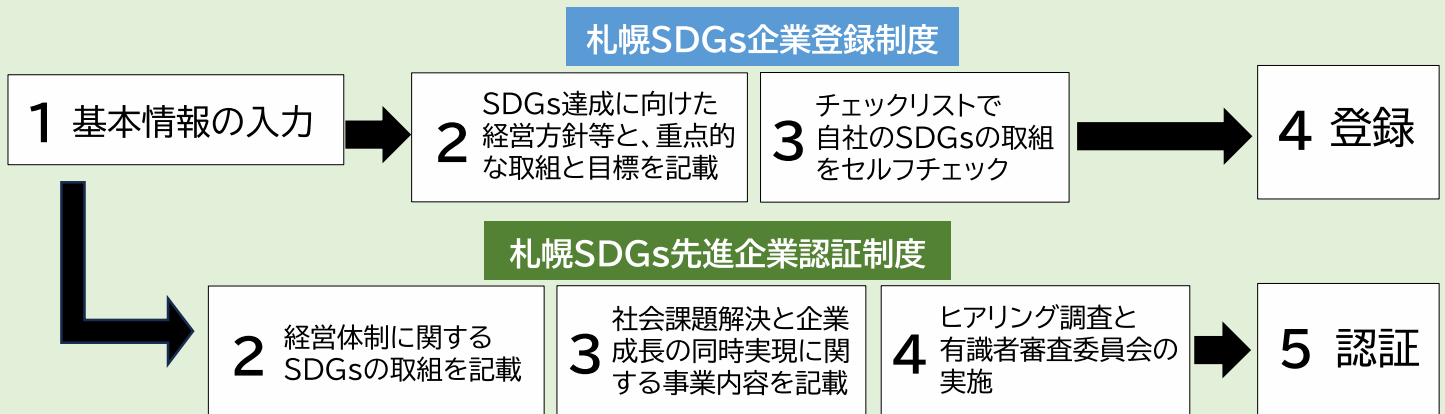 札幌SDGs企業登録制度
1 基本情報の入力
2 SDGs達成に向けた
経営方針等と、重点的
な取組と目標を記載
3 チェックリストで
自社のSDGsの取組
をセルフチェック
4 登録
札幌SDGs先進企業認証制度
2 経営体制に関する
SDGsの取組を記載
3 社会課題解決と企業
成長の同時実現に関
する事業内容を記載
4 ヒアリング調査と
有識者審査委員会の
実施
5 認証